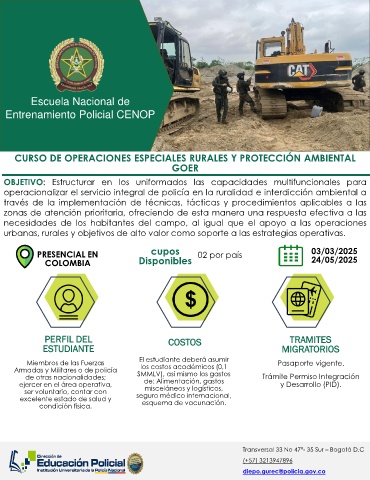 Escuela Nacional de
Entrenamiento Policial CENOP
CAT
CURSO DE OPERACIONES ESPECIALES RURALES Y PROTECCIÓN AMBIENTAL
GOER
OBJETIVO: Estructurar en los uniformados las capacidades multifuncionales para
operacionalizar el servicio integral de policía en la ruralidad e interdicción ambiental a
través de la implementación de técnicas, tácticas y procedimientos aplicables a las
zonas de atención prioritaria, ofreciendo de esta manera una respuesta efectiva a las
necesidades de los habitantes del campo, al igual que el apoyo a las operaciones
urbanas, rurales y objetivos de alto valor como soporte a las estrategias operativas.
PRESENCIAL EN
COLOMBIA
cupos
Disponibles
02 por país
03/03/2025
24/05/2025
PERFIL DEL
ESTUDIANTE
Miembros de las Fuerzas
Armadas y Militares o de policía
de otras nacionalidades;
ejercer en el área operativa,
ser voluntario, contar con
excelente estado de salud y
condición física.
$
COSTOS
El estudiante deberá asumir
los costos académicos (0.1
SMMLV), así mismo los gastos
de: Alimentación, gastos
misceláneos y logísticos,
seguro médico internacional,
esquema de vacunación.
TRAMITES
MIGRATORIOS
Pasaporte vigente.
Trámite Permiso Integración
y Desarrollo (PID).
Dirección de
Educación Policial
Institución Universitaria de la Policía Nacional
Transversal 33 No 47ª- 35 Sur – Bogotá D.C
(+57) 3213947896
diepo.gurec@policia.gov.co